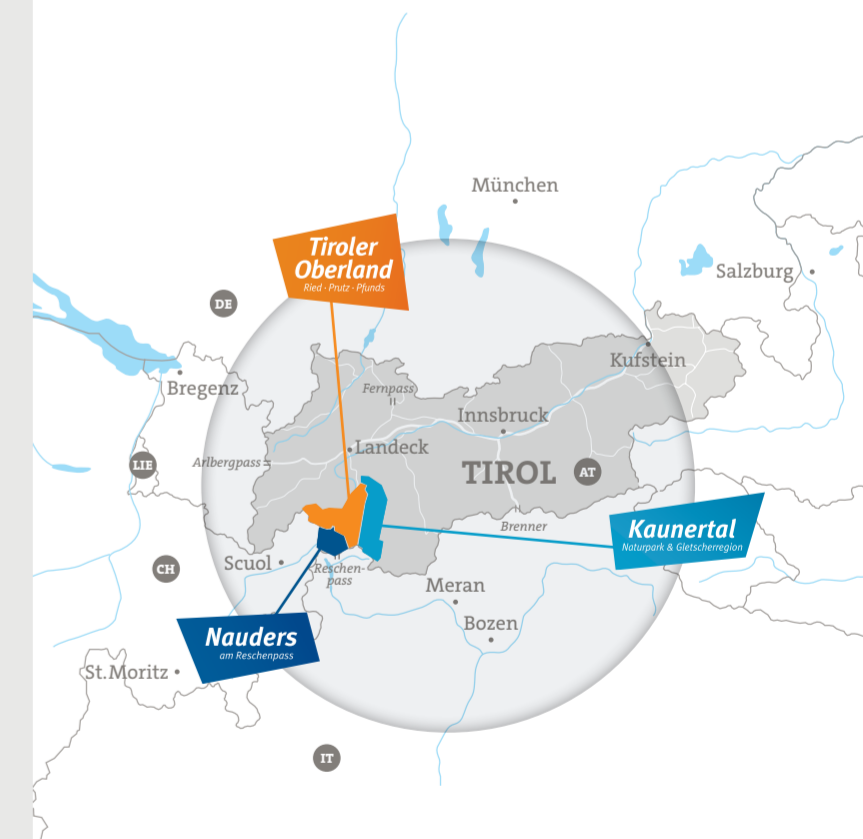 München
Tiroler
Oberland
Ried · Prutz · Pfunds
Salzburg
DE
Kufstein
Bregenz
Fernpass
Innsbruck
Landeck
LIE
Arlbergpass
TIROL
AT
Brenner
Kaunertal
Naturpark & Gletscherregion
Scuol
CH
Reschen-
pass
Meran
Bozen
Nauders
am Reschenpass
St.Moritz
IT